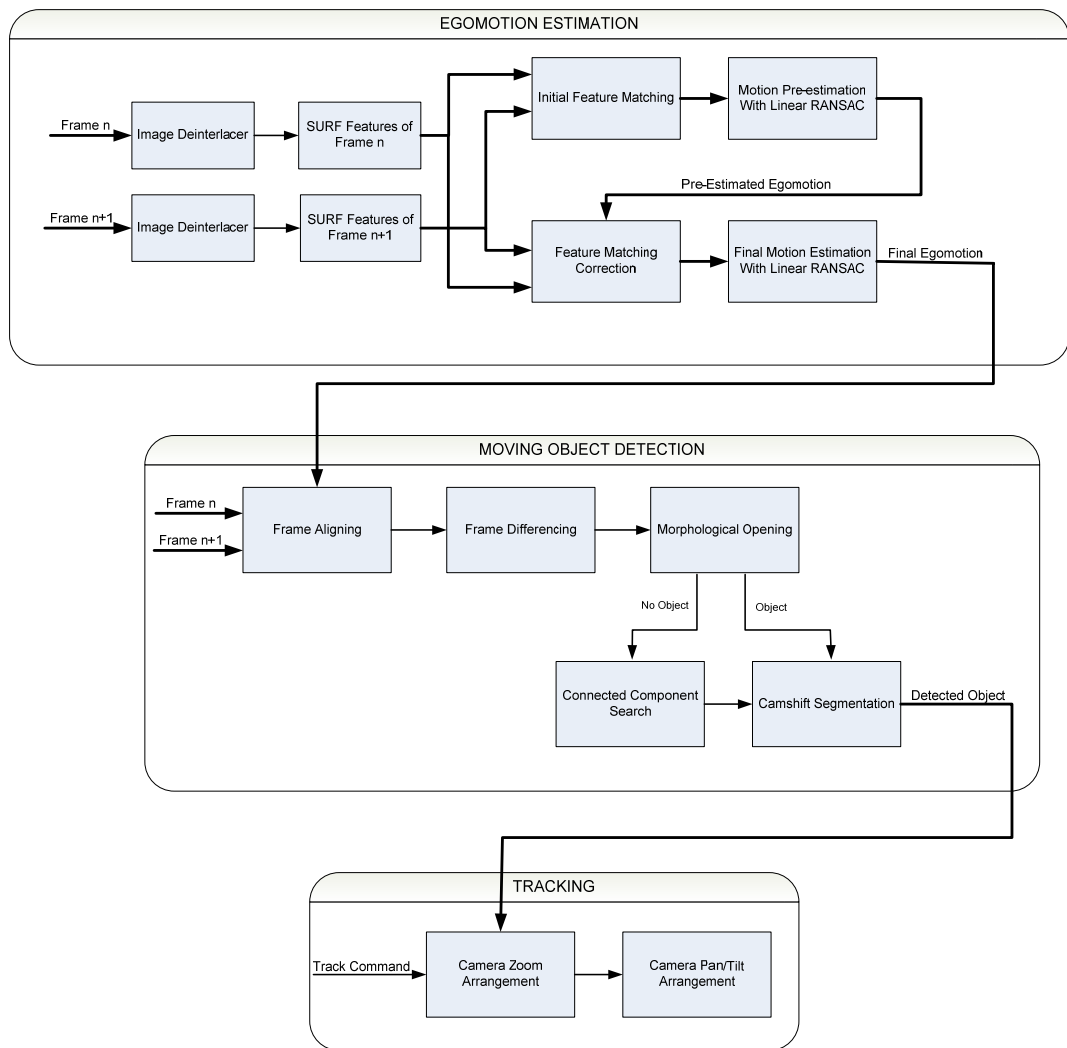 EGOMOTION ESTIMATION
Frame n
Image Deinterlacer
SURF Features of
Frame n
Initial Feature Matching
Motion Pre-estimation
With Linear RANSAC
Pre-Estimated Egomotion
Frame n+1
Image Deinterlacer
SURF Features of
Frame n+1
Feature Matching
Correction
Final Motion Estimation
With Linear RANSAC
Final Egomotion
MOVING OBJECT DETECTION
Frame n
Frame n+1
Frame Aligning
Frame Differencing
Morphological Opening
No Object
Object
Connected Component
Search
Camshift Segmentation
Detected Object
TRACKING
Track Command
Camera Zoom
Arrangement
Camera Pan/Tilt
Arrangement